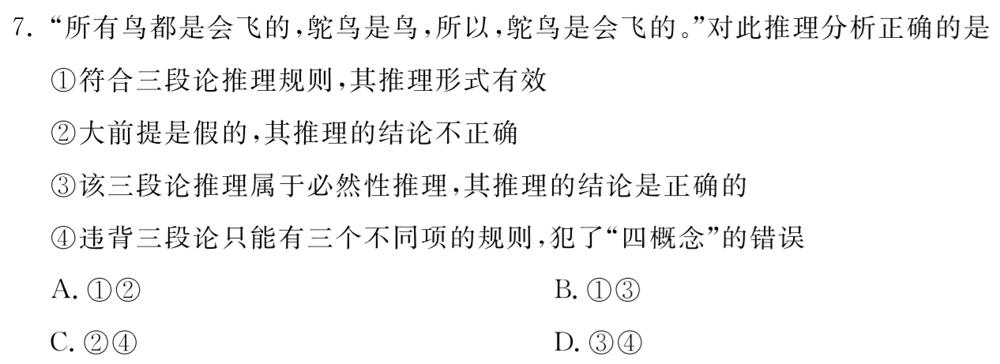 7. “所有鸟都是会飞的,鸵鸟是鸟,所以,鸵鸟是会飞的。”对此推理分析正确的是
①符合三段论推理规则,其推理形式有效
②大前提是假的,其推理的结论不正确
③该三段论推理属于必然性推理,其推理的结论是正确的
④违背三段论只能有三个不同项的规则,犯了“四概念”的错误
A. ①② B. ①③
C. ②④ D. ③④